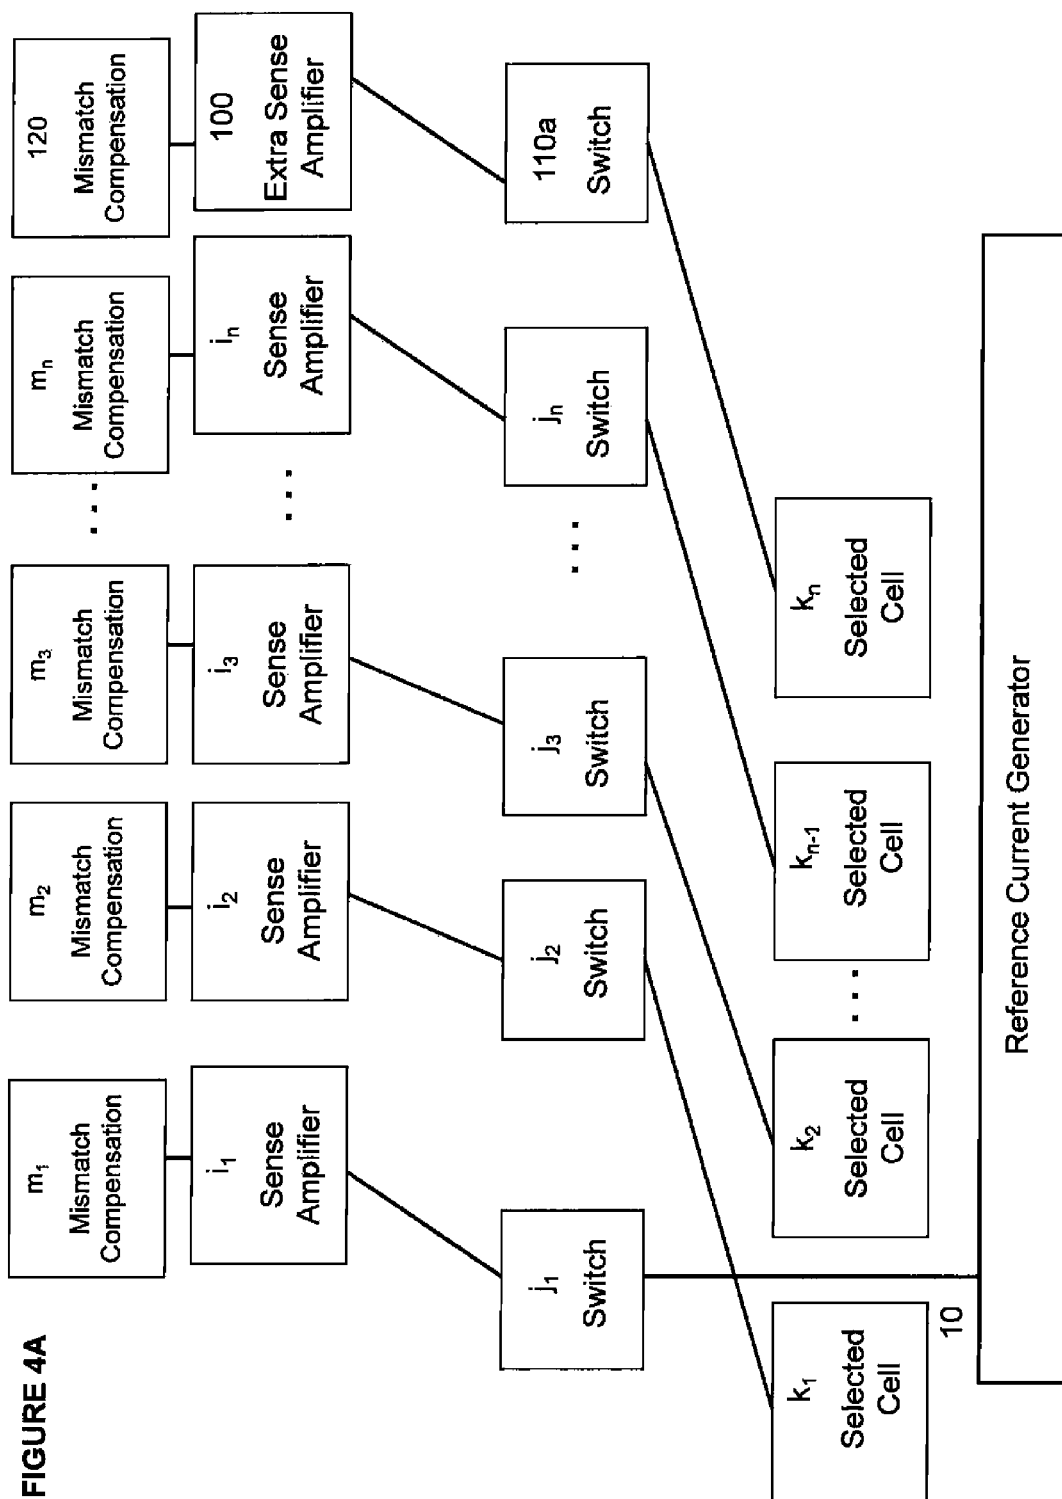 FIGURE 4A
m1
Mismatch
Compensation
m2
Mismatch
Compensation
m3
Mismatch
Compensation
...
mn
Mismatch
Compensation
120
Mismatch
Compensation
i1
Sense
Amplifier
i2
Sense
Amplifier
i3
Sense
Amplifier
...
in
Sense
Amplifier
100
Extra Sense
Amplifier
j1
Switch
j2
Switch
j3
Switch
...
jn
Switch
110a
Switch
k1
Selected
Cell
k2
Selected
Cell
...
kn-1
Selected
Cell
kn
Selected
Cell
10
Reference Current Generator